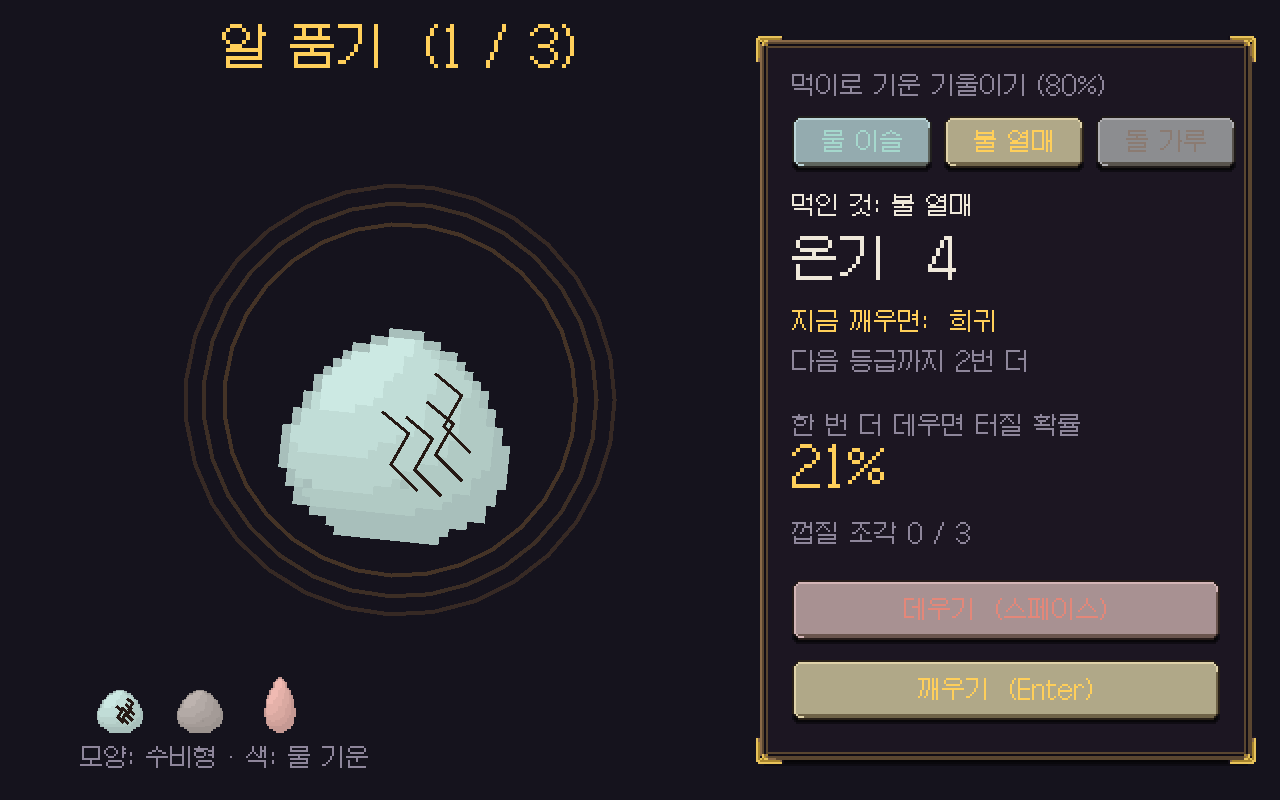 알 품기 (1 / 3)
먹이로 기운 기울이기 (80%)
물 이슬 불 열매 돌 가루
먹인 것: 불 열매
온기 4
지금 깨우면: 희귀
다음 등급까지 2번 더
한 번 더 데우면 터질 확률
21%
껍질 조각 0 / 3
데우기 (스페이스)
깨우기 (Enter)
모양: 수비형 · 색: 물 기운